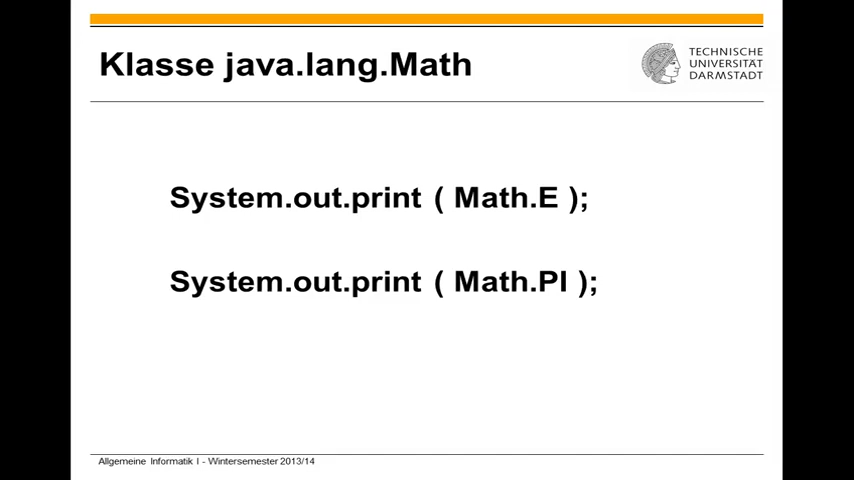 Klasse java.lang.Math
TECHNISCHE
UNIVERSITÄT
DARMSTADT
System.out.print ( Math.E );
System.out.print ( Math.PI );
Allgemeine Informatik I - Wintersemester 2013/14